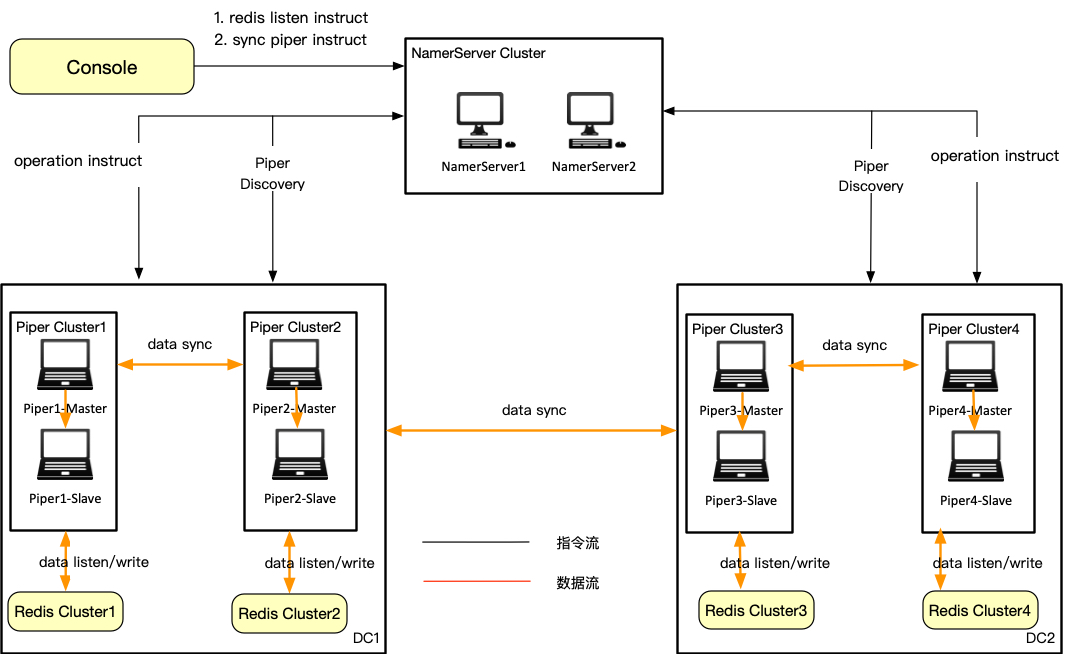 1. redis listen instruct
2. sync piper instruct
Console
NamerServer Cluster
NamerServer1
NamerServer2
operation instruct
Piper
Discovery
Piper
Discovery
operation instruct
Piper Cluster1
data sync
Piper Cluster2
Piper1-Master
Piper2-Master
Piper1-Slave
Piper2-Slave
data listen/write
data listen/write
Redis Cluster1
Redis Cluster2
DC1
data sync
指令流
数据流
Piper Cluster3
data sync
Piper Cluster4
Piper3-Master
Piper4-Master
Piper3-Slave
Piper4-Slave
data listen/write
data listen/write
Redis Cluster3
Redis Cluster4
DC2